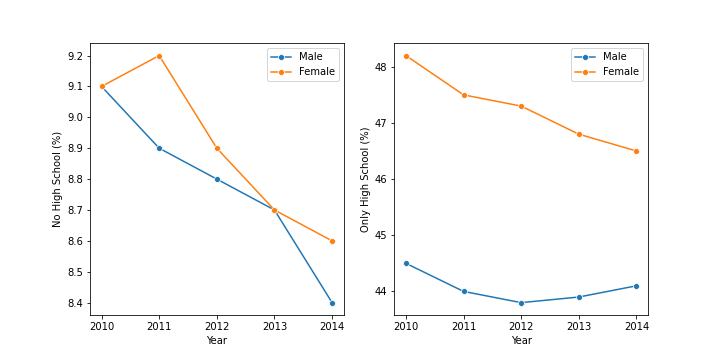 No High School (%)
9.2
9.1
9.0
8.9
8.8
8.7
8.6
8.5
8.4
2010 2011 2012 2013 2014
Year
Male
Female
Only High School (%)
48
47
46
45
44
2010 2011 2012 2013 2014
Year
Male
Female